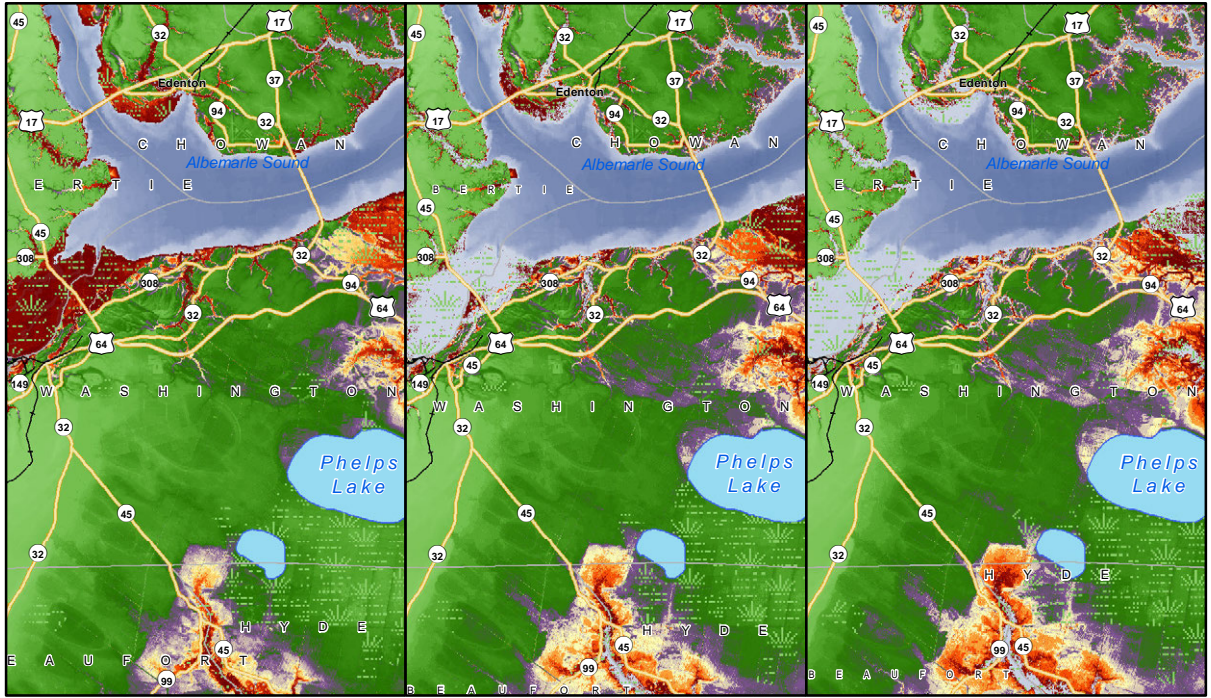 45
32
17
Edenton
37
94
17
32
C H O W A N
Albemarle Sound
E R T I E
45
308
32
308
94
32
64
64
149
W A S H I N G T O N
32
Phelps
Lake
45
32
H Y D E
45
E A U F O R T
99
45
32
17
37
Edenton
94
17
32
C H O W A N
Albemarle Sound
B E R T I E
45
308
32
308
94
32
64
64
45
149
W A S H I N G T O N
32
Phelps
Lake
45
32
H Y D E
45
99
B E A U F O R T
45
32
17
Edenton
37
94
17
32
C H O W A N
Albemarle Sound
E R T I E
45
308
32
308
94
32
64
64
45
149
W A S H I N G T O N
32
Phelps
Lake
45
32
H Y D E
99
45
B E A U F O R T